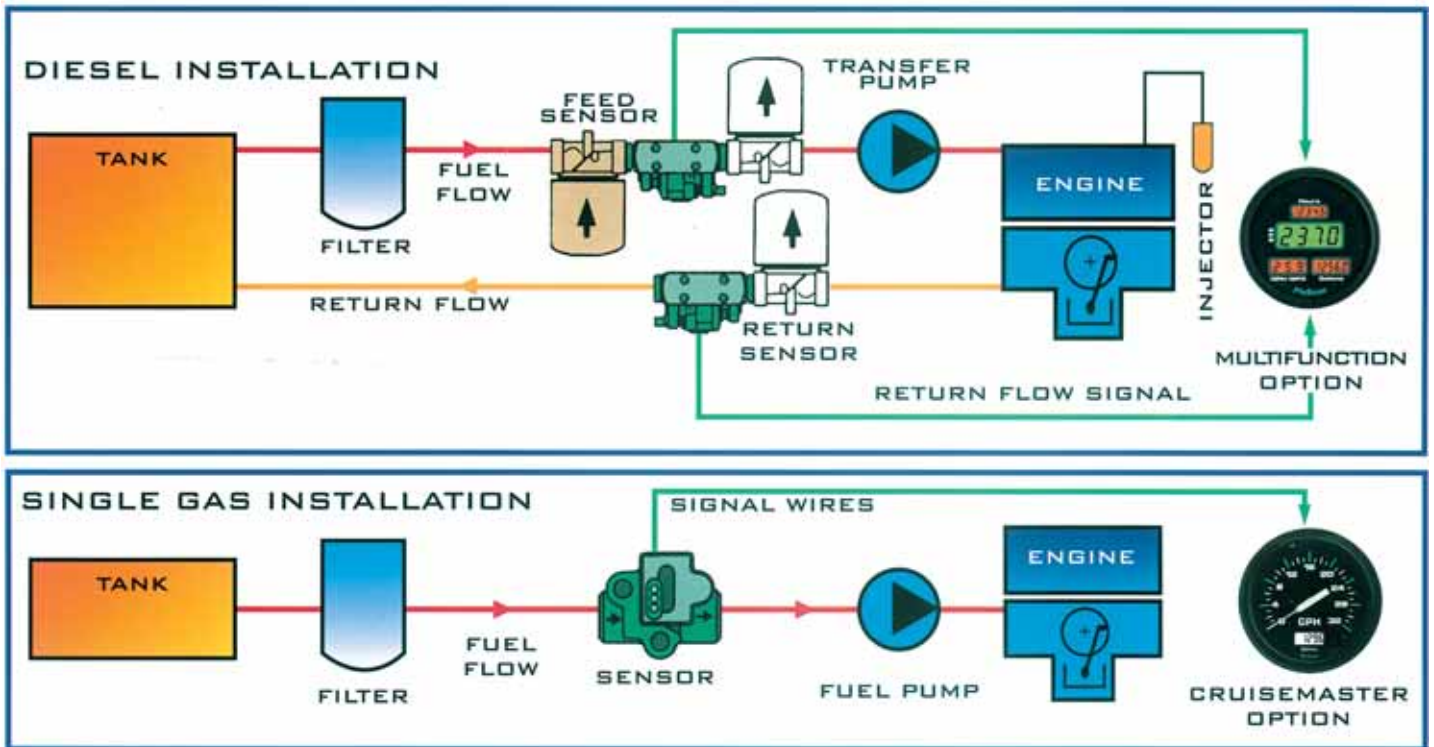 DIESEL INSTALLATION
TANK
FILTER
FUEL
FLOW
FEED
SENSOR
TRANSFER
PUMP
ENGINE
INJECTOR
2370
RETURN FLOW
RETURN
SENSOR
RETURN FLOW SIGNAL
MULTIFUNCTION
OPTION
SINGLE GAS INSTALLATION
TANK
FILTER
FUEL
FLOW
SIGNAL WIRES
SENSOR
FUEL PUMP
ENGINE
GPH
CRUISEMASTER
OPTION